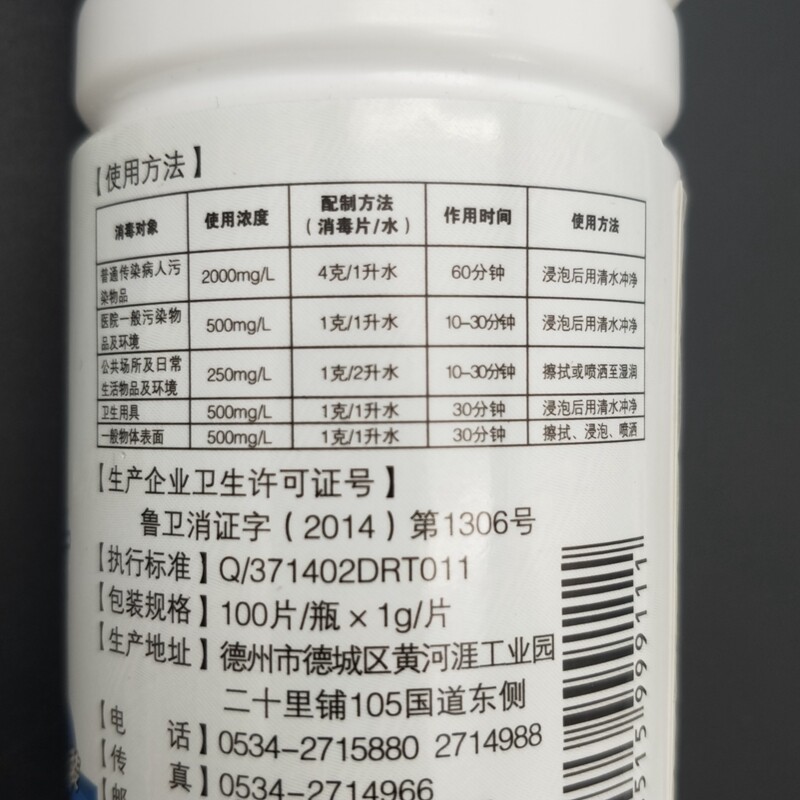 【使用方法】
消毒对象 使用浓度 配制方法(消毒片/水) 作用时间 使用方法
普通传染病人污染物品 2000mg/L 4克/1升水 60分钟 浸泡后用清水冲净
医院一般污染物品及环境 500mg/L 1克/1升水 10-30分钟 浸泡后用清水冲净
公共场所及日常生活物品及环境 250mg/L 1克/2升水 10-30分钟 擦拭或喷洒至湿润
卫生用具 500mg/L 1克/1升水 30分钟 浸泡后用清水冲净
一般物体表面 500mg/L 1克/1升水 30分钟 擦拭、浸泡、喷洒
【生产企业卫生许可证号】
鲁卫消证字(2014)第1306号
【执行标准】Q/371402DRT011
【包装规格】100片/瓶×1g/片
【生产地址】德州市德城区黄河涯工业园
二十里铺105国道东侧
【电 话】0534-2715880 2714988
【传 真】0534-2714966
【邮
515999111